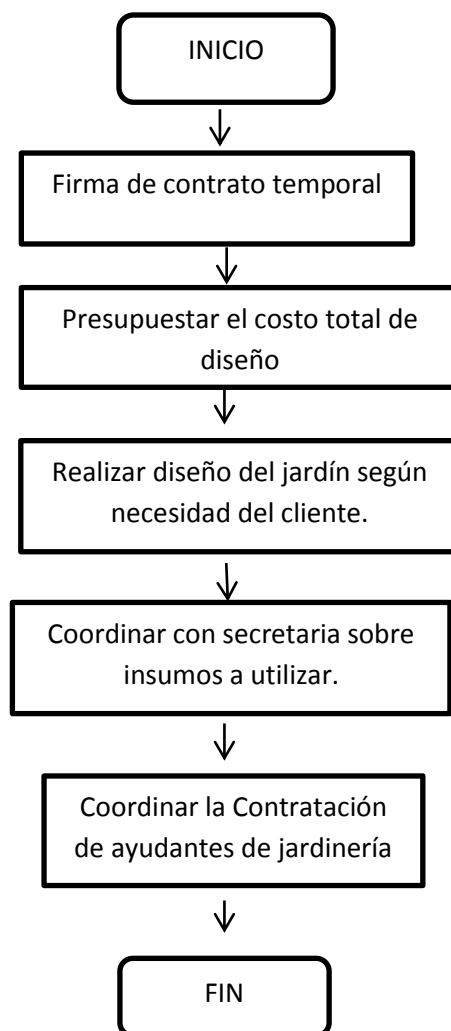 INICIO
Firma de contrato temporal
Presupuestar el costo total de
diseño
Realizar diseño del jardín según
necesidad del cliente.
Coordinar con secretaria sobre
insumos a utilizar.
Coordinar la Contratación
de ayudantes de jardinería
FIN